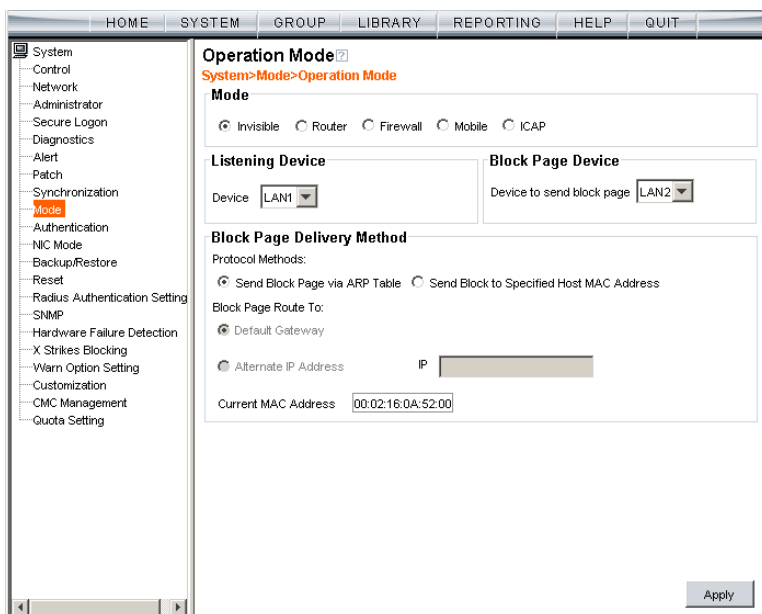 HOME SYSTEM GROUP LIBRARY REPORTING HELP QUIT
System
Control
Network
Administrator
Secure Logon
Diagnostics
Alert
Patch
Synchronization
Mode
Authentication
NIC Mode
Backup/Restore
Reset
Radius Authentication Setting
SNMP
Hardware Failure Detection
X Strikes Blocking
Warn Option Setting
Customization
CMC Management
Quota Setting
Operation Mode ?
System>Mode>Operation Mode
Mode
Invisible Router Firewall Mobile ICAP
Listening Device
Device LAN1
Block Page Device
Device to send block page LAN2
Block Page Delivery Method
Protocol Methods:
Send Block Page via ARP Table Send Block to Specified Host MAC Address
Block Page Route To:
Default Gateway
Alternate IP Address IP
Current MAC Address 00:02:16:0A:52:00
Apply